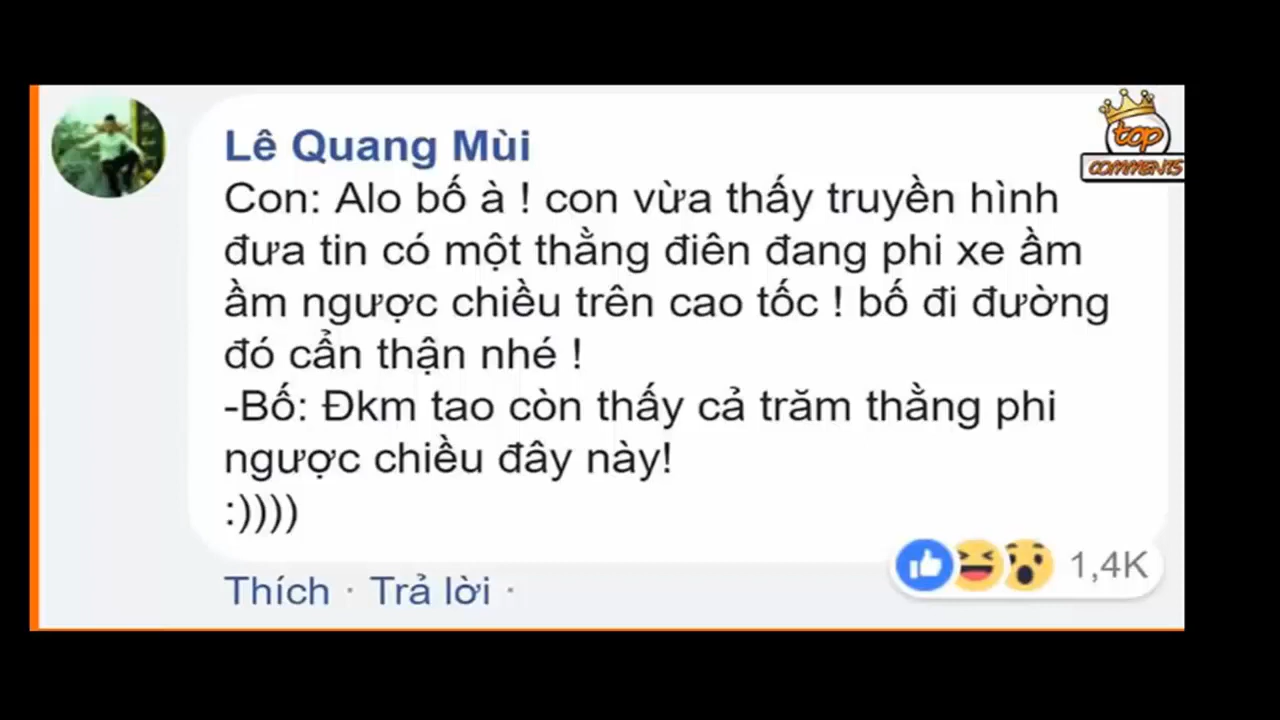 Lê Quang Mùi
Con: Alo bố à ! con vừa thấy truyền hình
đưa tin có một thằng điên đang phi xe ầm
ầm ngược chiều trên cao tốc ! bố đi đường
đó cẩn thận nhé !
-Bố: Đkm tao còn thấy cả trăm thằng phi
ngược chiều đây này!
:))))
Thích · Trả lời ·
1,4K
top
COMMENTS